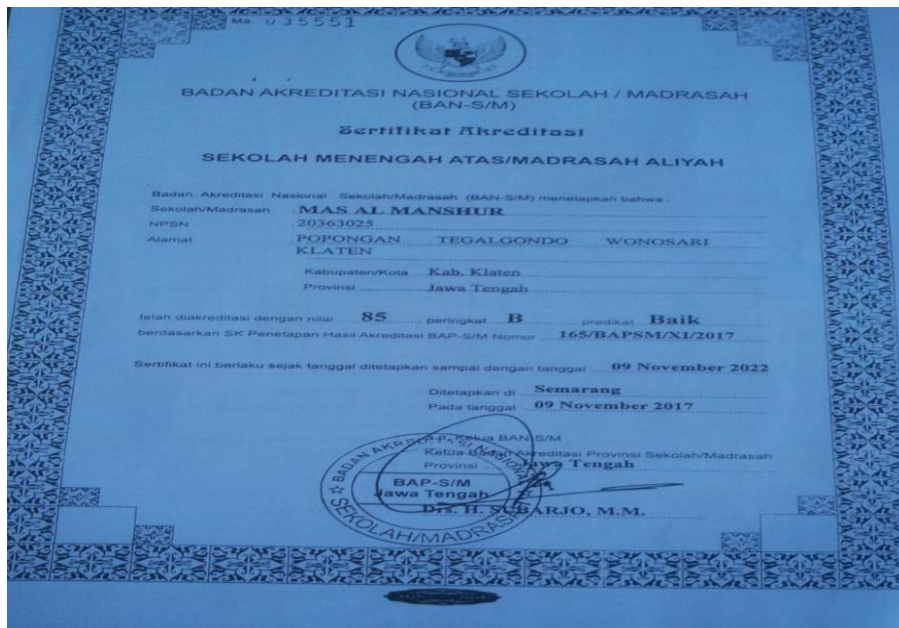 Ma. 035551
BADAN AKREDITASI NASIONAL SEKOLAH / MADRASAH
(BAN-S/M)
Sertifikat Akreditasi
SEKOLAH MENENGAH ATAS/MADRASAH ALIYAH
Badan Akreditasi Nasional Sekolah/Madrasah (BAN-S/M) menetapkan bahwa :
Sekolah/Madrasah : MAS AL MANSHUR
NPSN 20363025
Alamat : POPONGAN TEGALGONDO WONOSARI
KLATEN
Kabupaten/Kota Kab. Klaten
Provinsi Jawa Tengah
telah diakreditasi dengan nilai 85 peringkat B predikat Baik
berdasarkan SK Penetapan Hasil Akreditasi BAP-S/M Nomor 165/BAPSM/XI/2017
Sertifikat ini berlaku sejak tanggal ditetapkan sampai dengan tanggal 09 November 2022
Ditetapkan di Semarang
Pada tanggal 09 November 2017
Ketua BAN-S/M
Ketua Badan Akreditasi Provinsi Sekolah/Madrasah
Provinsi Jawa Tengah
BADAN AKREDITASI NASIONAL
BAP-S/M
Jawa Tengah
SEKOLAH/MADRASAH
Drs. H. SUBARJO, M.M.